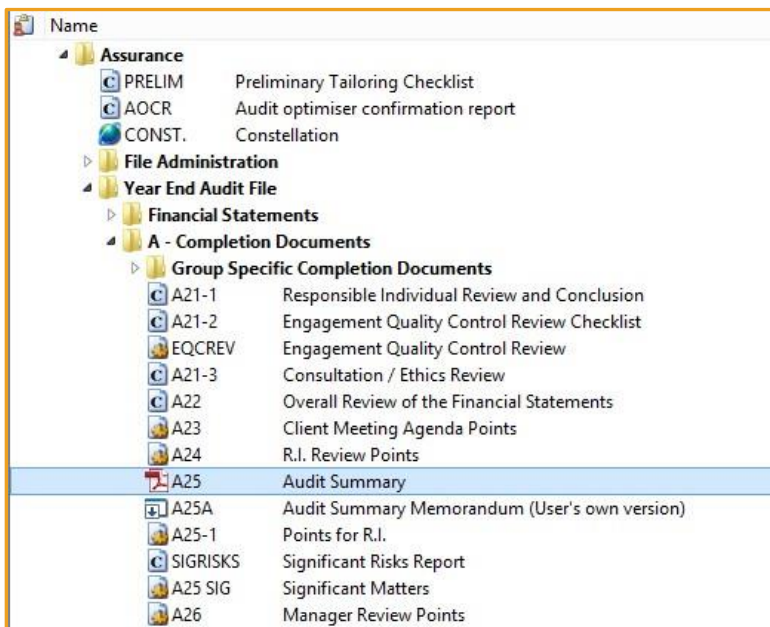 Name
Assurance
PRELIM Preliminary Tailoring Checklist
AOCR Audit optimiser confirmation report
CONST. Constellation
File Administration
Year End Audit File
Financial Statements
A - Completion Documents
Group Specific Completion Documents
A21-1 Responsible Individual Review and Conclusion
A21-2 Engagement Quality Control Review Checklist
EQCREV Engagement Quality Control Review
A21-3 Consultation / Ethics Review
A22 Overall Review of the Financial Statements
A23 Client Meeting Agenda Points
A24 R.I. Review Points
A25 Audit Summary
A25A Audit Summary Memorandum (User's own version)
A25-1 Points for R.I.
SIGRISKS Significant Risks Report
A25 SIG Significant Matters
A26 Manager Review Points